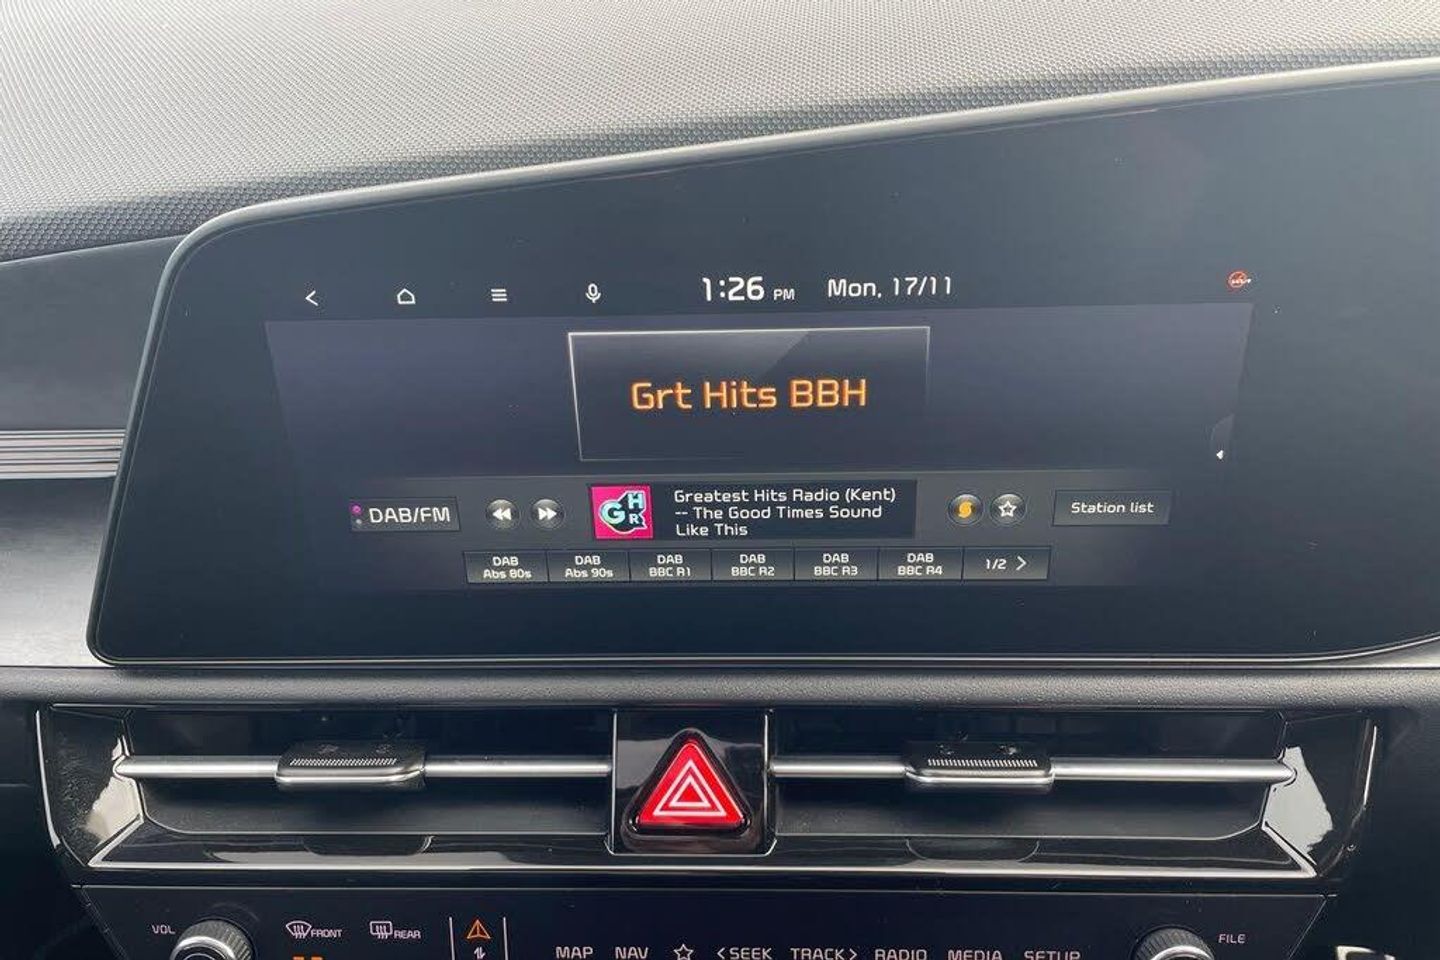 1:26 PM Mon, 17/11
Grt Hits BBH
DAB/FM
GHR
Greatest Hits Radio (Kent)
-- The Good Times Sound
Like This
Station list
DAB
Abs 80s
DAB
Abs 90s
DAB
BBC R1
DAB
BBC R2
DAB
BBC R3
DAB
BBC R4
1/2 >
VOL
FRONT
REAR
MAP NAV < SEEK TRACK > RADIO MEDIA SETUP
FILE